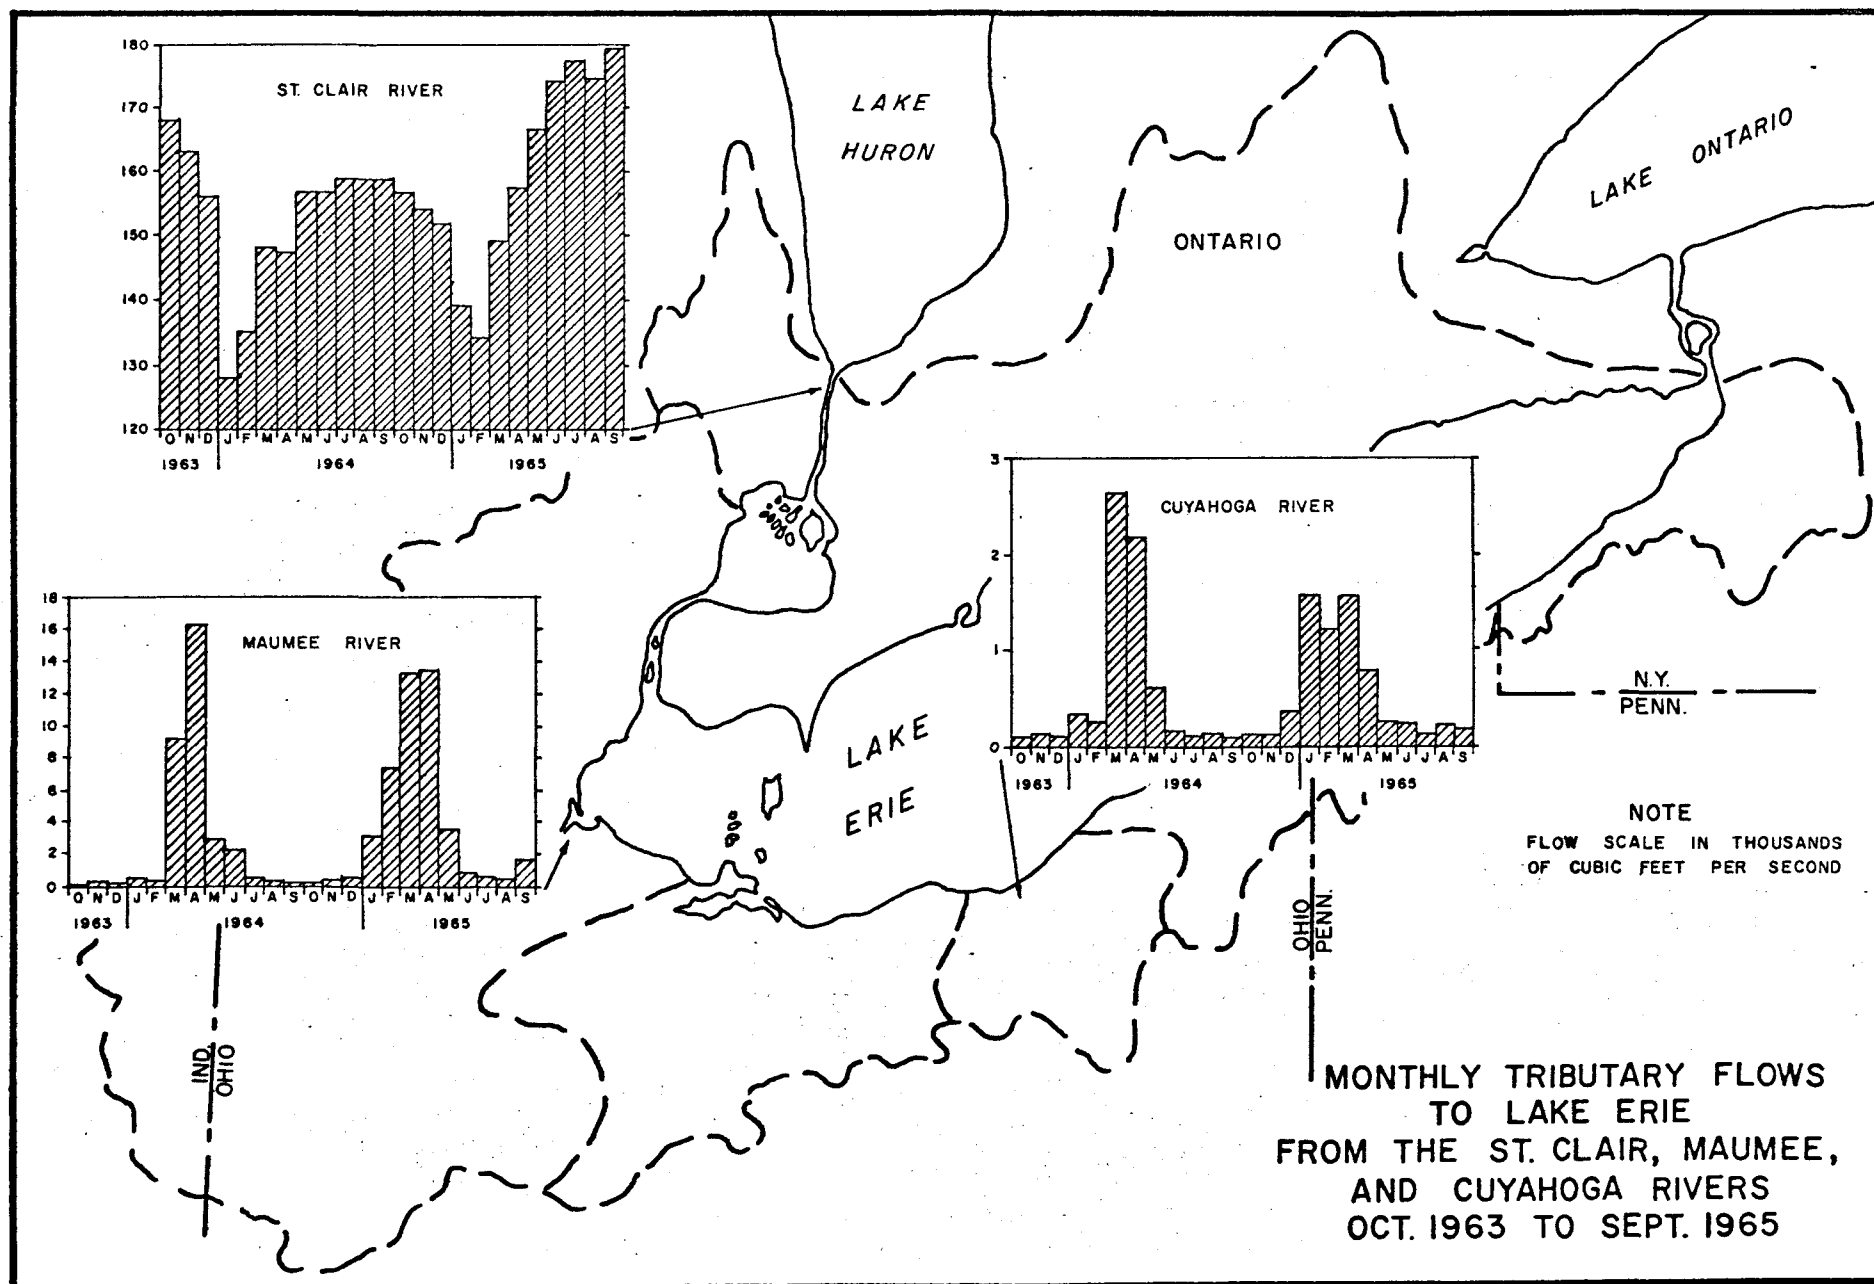 180
170
160
150
140
130
120
ST. CLAIR RIVER
O N D J F M A M J J A S O N D J F M A M J J A S
1963 1964 1965
LAKE
HURON
ONTARIO
LAKE ONTARIO
3
2
1
0
CUYAHOGA RIVER
O N D J F M A M J J A S O N D J F M A M J J A S
1963 1964 1965
18
16
14
12
10
8
6
4
2
0
MAUMEE RIVER
O N D J F M A M J J A S O N D J F M A M J J A S
1963 1964 1965
LAKE
ERIE
N.Y.
PENN.
NOTE
FLOW SCALE IN THOUSANDS
OF CUBIC FEET PER SECOND
OHIO
PENN.
IND.
OHIO
MONTHLY TRIBUTARY FLOWS
TO LAKE ERIE
FROM THE ST. CLAIR, MAUMEE,
AND CUYAHOGA RIVERS
OCT. 1963 TO SEPT. 1965